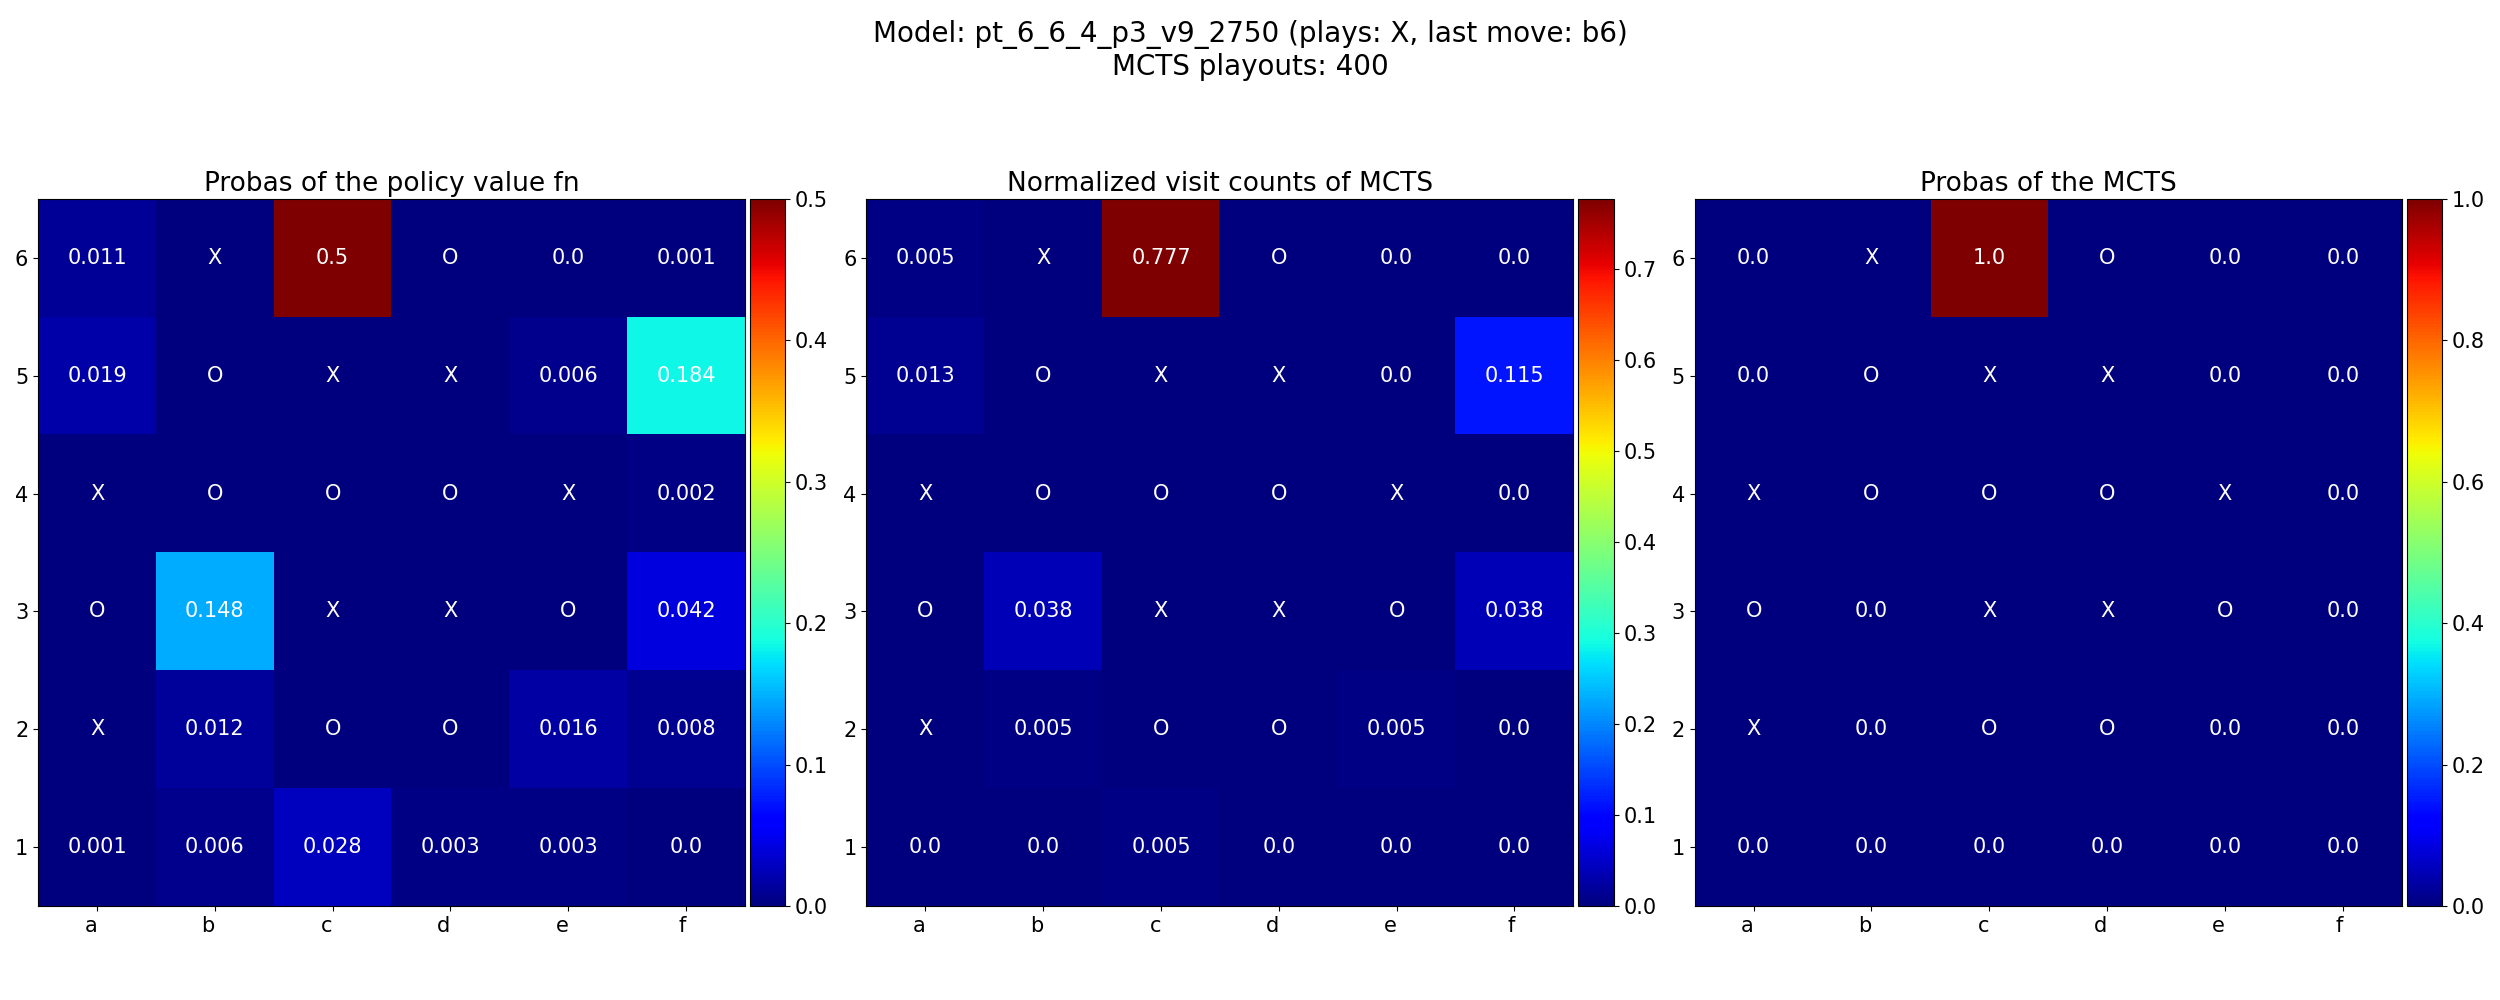 Model: pt_6_6_4_p3_v9_2750 (plays: X, last move: b6)
MCTS playouts: 400
Probas of the policy value fn
6 0.011 X 0.5 O 0.0 0.001
5 0.019 O X X 0.006 0.184
4 X O O O X 0.002
3 O 0.148 X X O 0.042
2 X 0.012 O O 0.016 0.008
1 0.001 0.006 0.028 0.003 0.003 0.0
a b c d e f
0.5
0.4
0.3
0.2
0.1
0.0
Normalized visit counts of MCTS
6 0.005 X 0.777 O 0.0 0.0
5 0.013 O X X 0.0 0.115
4 X O O O X 0.0
3 O 0.038 X X O 0.038
2 X 0.005 O O 0.005 0.0
1 0.0 0.0 0.005 0.0 0.0 0.0
a b c d e f
0.7
0.6
0.5
0.4
0.3
0.2
0.1
0.0
Probas of the MCTS
6 0.0 X 1.0 O 0.0 0.0
5 0.0 O X X 0.0 0.0
4 X O O O X 0.0
3 O 0.0 X X O 0.0
2 X 0.0 O O 0.0 0.0
1 0.0 0.0 0.0 0.0 0.0 0.0
a b c d e f
1.0
0.8
0.6
0.4
0.2
0.0